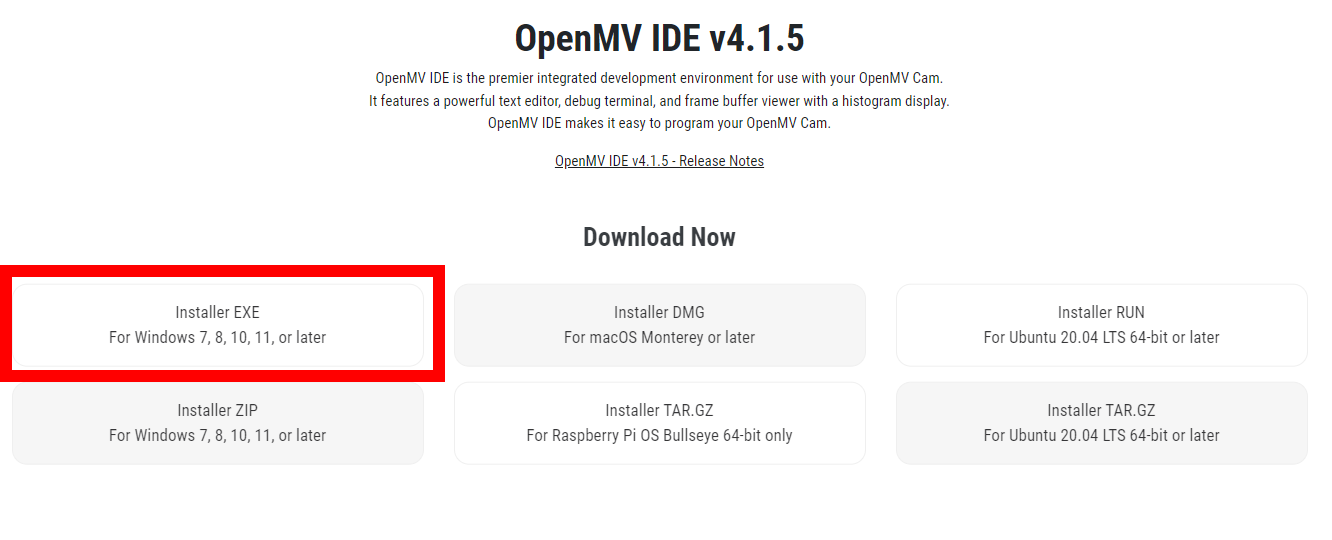 OpenMV IDE v4.1.5
OpenMV IDE is the premier integrated development environment for use with your OpenMV Cam.
It features a powerful text editor, debug terminal, and frame buffer viewer with a histogram display.
OpenMV IDE makes it easy to program your OpenMV Cam.
OpenMV IDE v4.1.5 - Release Notes
Download Now
Installer EXE
For Windows 7, 8, 10, 11, or later
Installer DMG
For macOS Monterey or later
Installer RUN
For Ubuntu 20.04 LTS 64-bit or later
Installer ZIP
For Windows 7, 8, 10, 11, or later
Installer TAR.GZ
For Raspberry Pi OS Bullseye 64-bit only
Installer TAR.GZ
For Ubuntu 20.04 LTS 64-bit or later